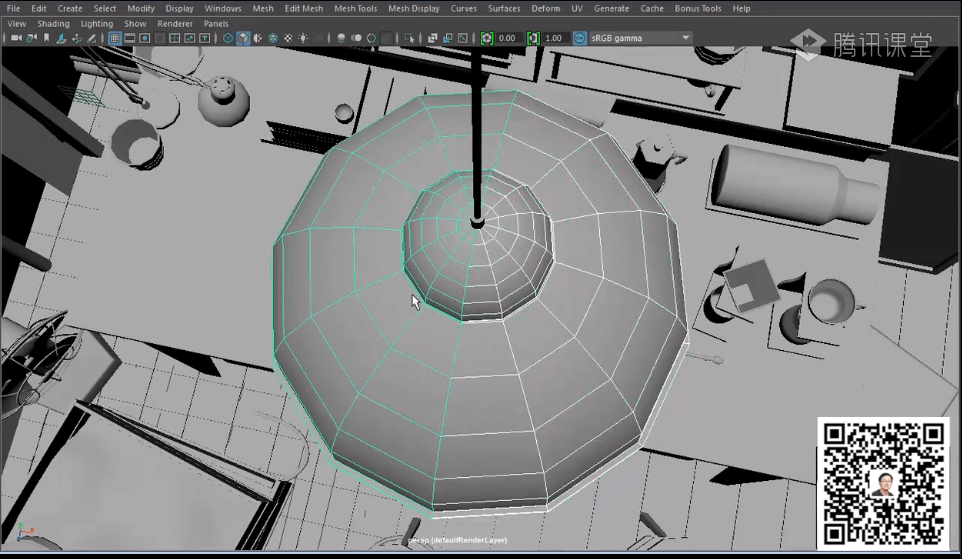 File Edit Create Select Modify Display Windows Mesh Edit Mesh Mesh Tools Mesh Display Curves Surfaces Deform UV Generate Cache Bonus Tools Help
View Shading Lighting Show Renderer Panels
0.00 1.00 sRGB gamma
腾讯课堂
persp (defaultRenderLayer)